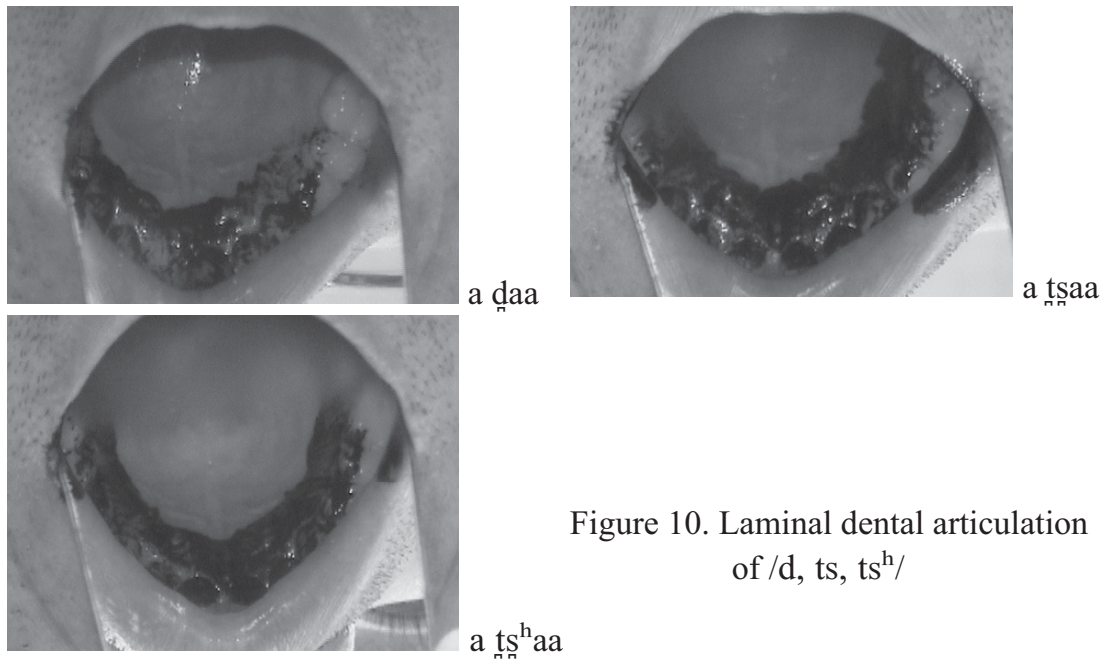 a d̪aa
a t̪s̪aa
a t̪s̪ʰaa
Figure 10. Laminal dental articulation
of /d, ts, tsʰ/